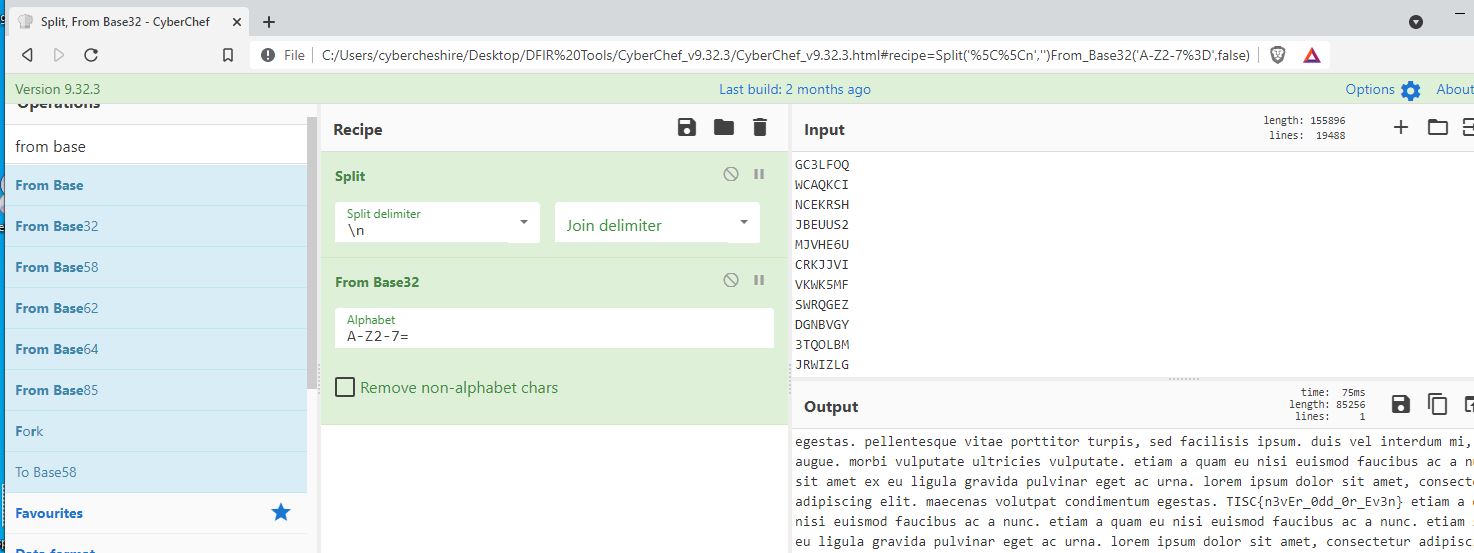 Split, From Base32 - CyberChef
File
C:/Users/cybercheshire/Desktop/DFIR%20Tools/CyberChef_v9.32.3/CyberChef_v9.32.3.html#recipe=Split('%5C%5Cn','')From_Base32('A-Z2-7%3D',false)
Version 9.32.3
Last build: 2 months ago
Options
About
Operations
from base
From Base
From Base32
From Base58
From Base62
From Base64
From Base85
Fork
To Base58
Favourites
Data format
Recipe
Split
Split delimiter
\n
Join delimiter
From Base32
Alphabet
A-Z2-7=
Remove non-alphabet chars
Input
length: 155896
lines: 19488
GC3LFOQ
WCAQKCI
NCEKRSH
JBEUUS2
MJVHE6U
CRKJJVI
VKWK5MF
SWRQGEZ
DGNBVGY
3TQOLBM
JRWIZLG
Output
time: 75ms
length: 85256
lines: 1
egestas. pellentesque vitae porttitor turpis, sed facilisis ipsum. duis vel interdum mi,
augue. morbi vulputate ultricies vulputate. etiam a quam eu nisi euismod faucibus ac a nu
sit amet ex eu ligula gravida pulvinar eget ac urna. lorem ipsum dolor sit amet, consecte
adipiscing elit. maecenas volutpat condimentum egestas. TISC{n3vEr_0dd_0r_Ev3n} etiam a
nisi euismod faucibus ac a nunc. etiam a quam eu nisi euismod faucibus ac a nunc. etiam a
eu ligula gravida pulvinar eget ac urna. lorem ipsum dolor sit amet, consectetur adipisc